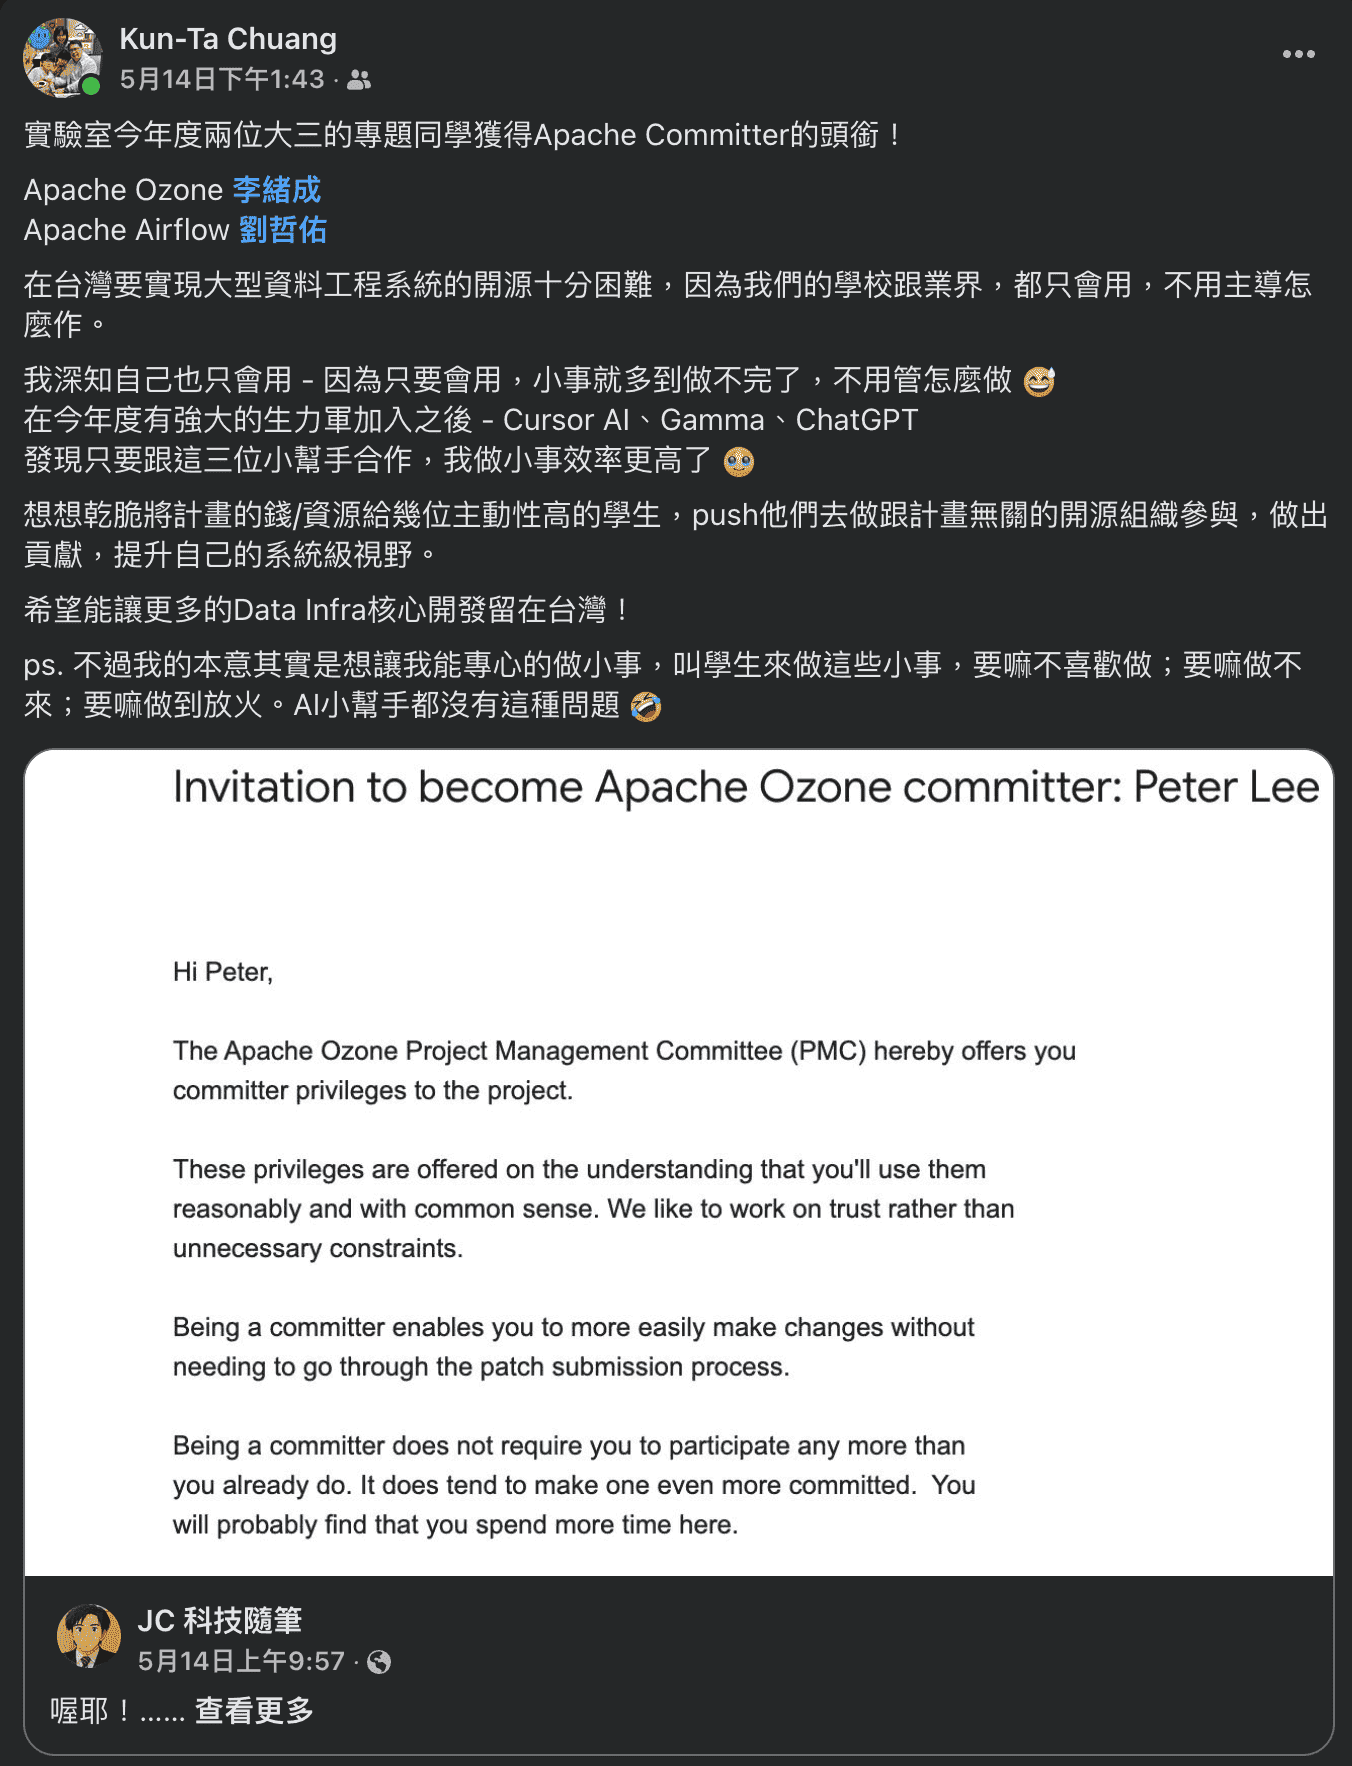 Kun-Ta Chuang
5月14日下午1:43 ·
實驗室今年度兩位大三的專題同學獲得Apache Committer的頭銜！
Apache Ozone 李緒成
Apache Airflow 劉哲佑
在台灣要實現大型資料工程系統的開源十分困難，因為我們的學校跟業界，都只會用，不用主導怎
麼作。
我深知自己也只會用 - 因為只要會用，小事就多到做不完了，不用管怎麼做 😅
在今年度有強大的生力軍加入之後 - Cursor AI、Gamma、ChatGPT
發現只要跟這三位小幫手合作，我做小事效率更高了 🥹
想想乾脆將計畫的錢/資源給幾位主動性高的學生，push他們去做跟計畫無關的開源組織參與，做出
貢獻，提升自己的系統級視野。
希望能讓更多的Data Infra核心開發留在台灣！
ps. 不過我的本意其實是想讓我能專心的做小事，叫學生來做這些小事，要嘛不喜歡做；要嘛做不
來；要嘛做到放火。AI小幫手都沒有這種問題 🤣
Invitation to become Apache Ozone committer: Peter Lee
Hi Peter,
The Apache Ozone Project Management Committee (PMC) hereby offers you
committer privileges to the project.
These privileges are offered on the understanding that you'll use them
reasonably and with common sense. We like to work on trust rather than
unnecessary constraints.
Being a committer enables you to more easily make changes without
needing to go through the patch submission process.
Being a committer does not require you to participate any more than
you already do. It does tend to make one even more committed.  You
will probably find that you spend more time here.
JC 科技隨筆
5月14日上午9:57 ·
喔耶！...... 查看更多